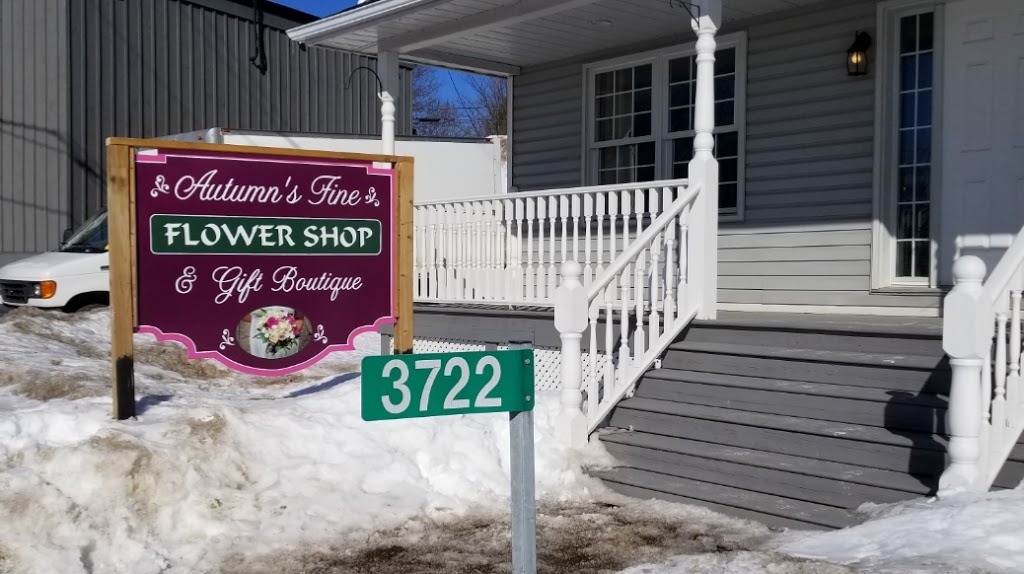 Autumn's Fine
FLOWER SHOP
& Gift Boutique
3722